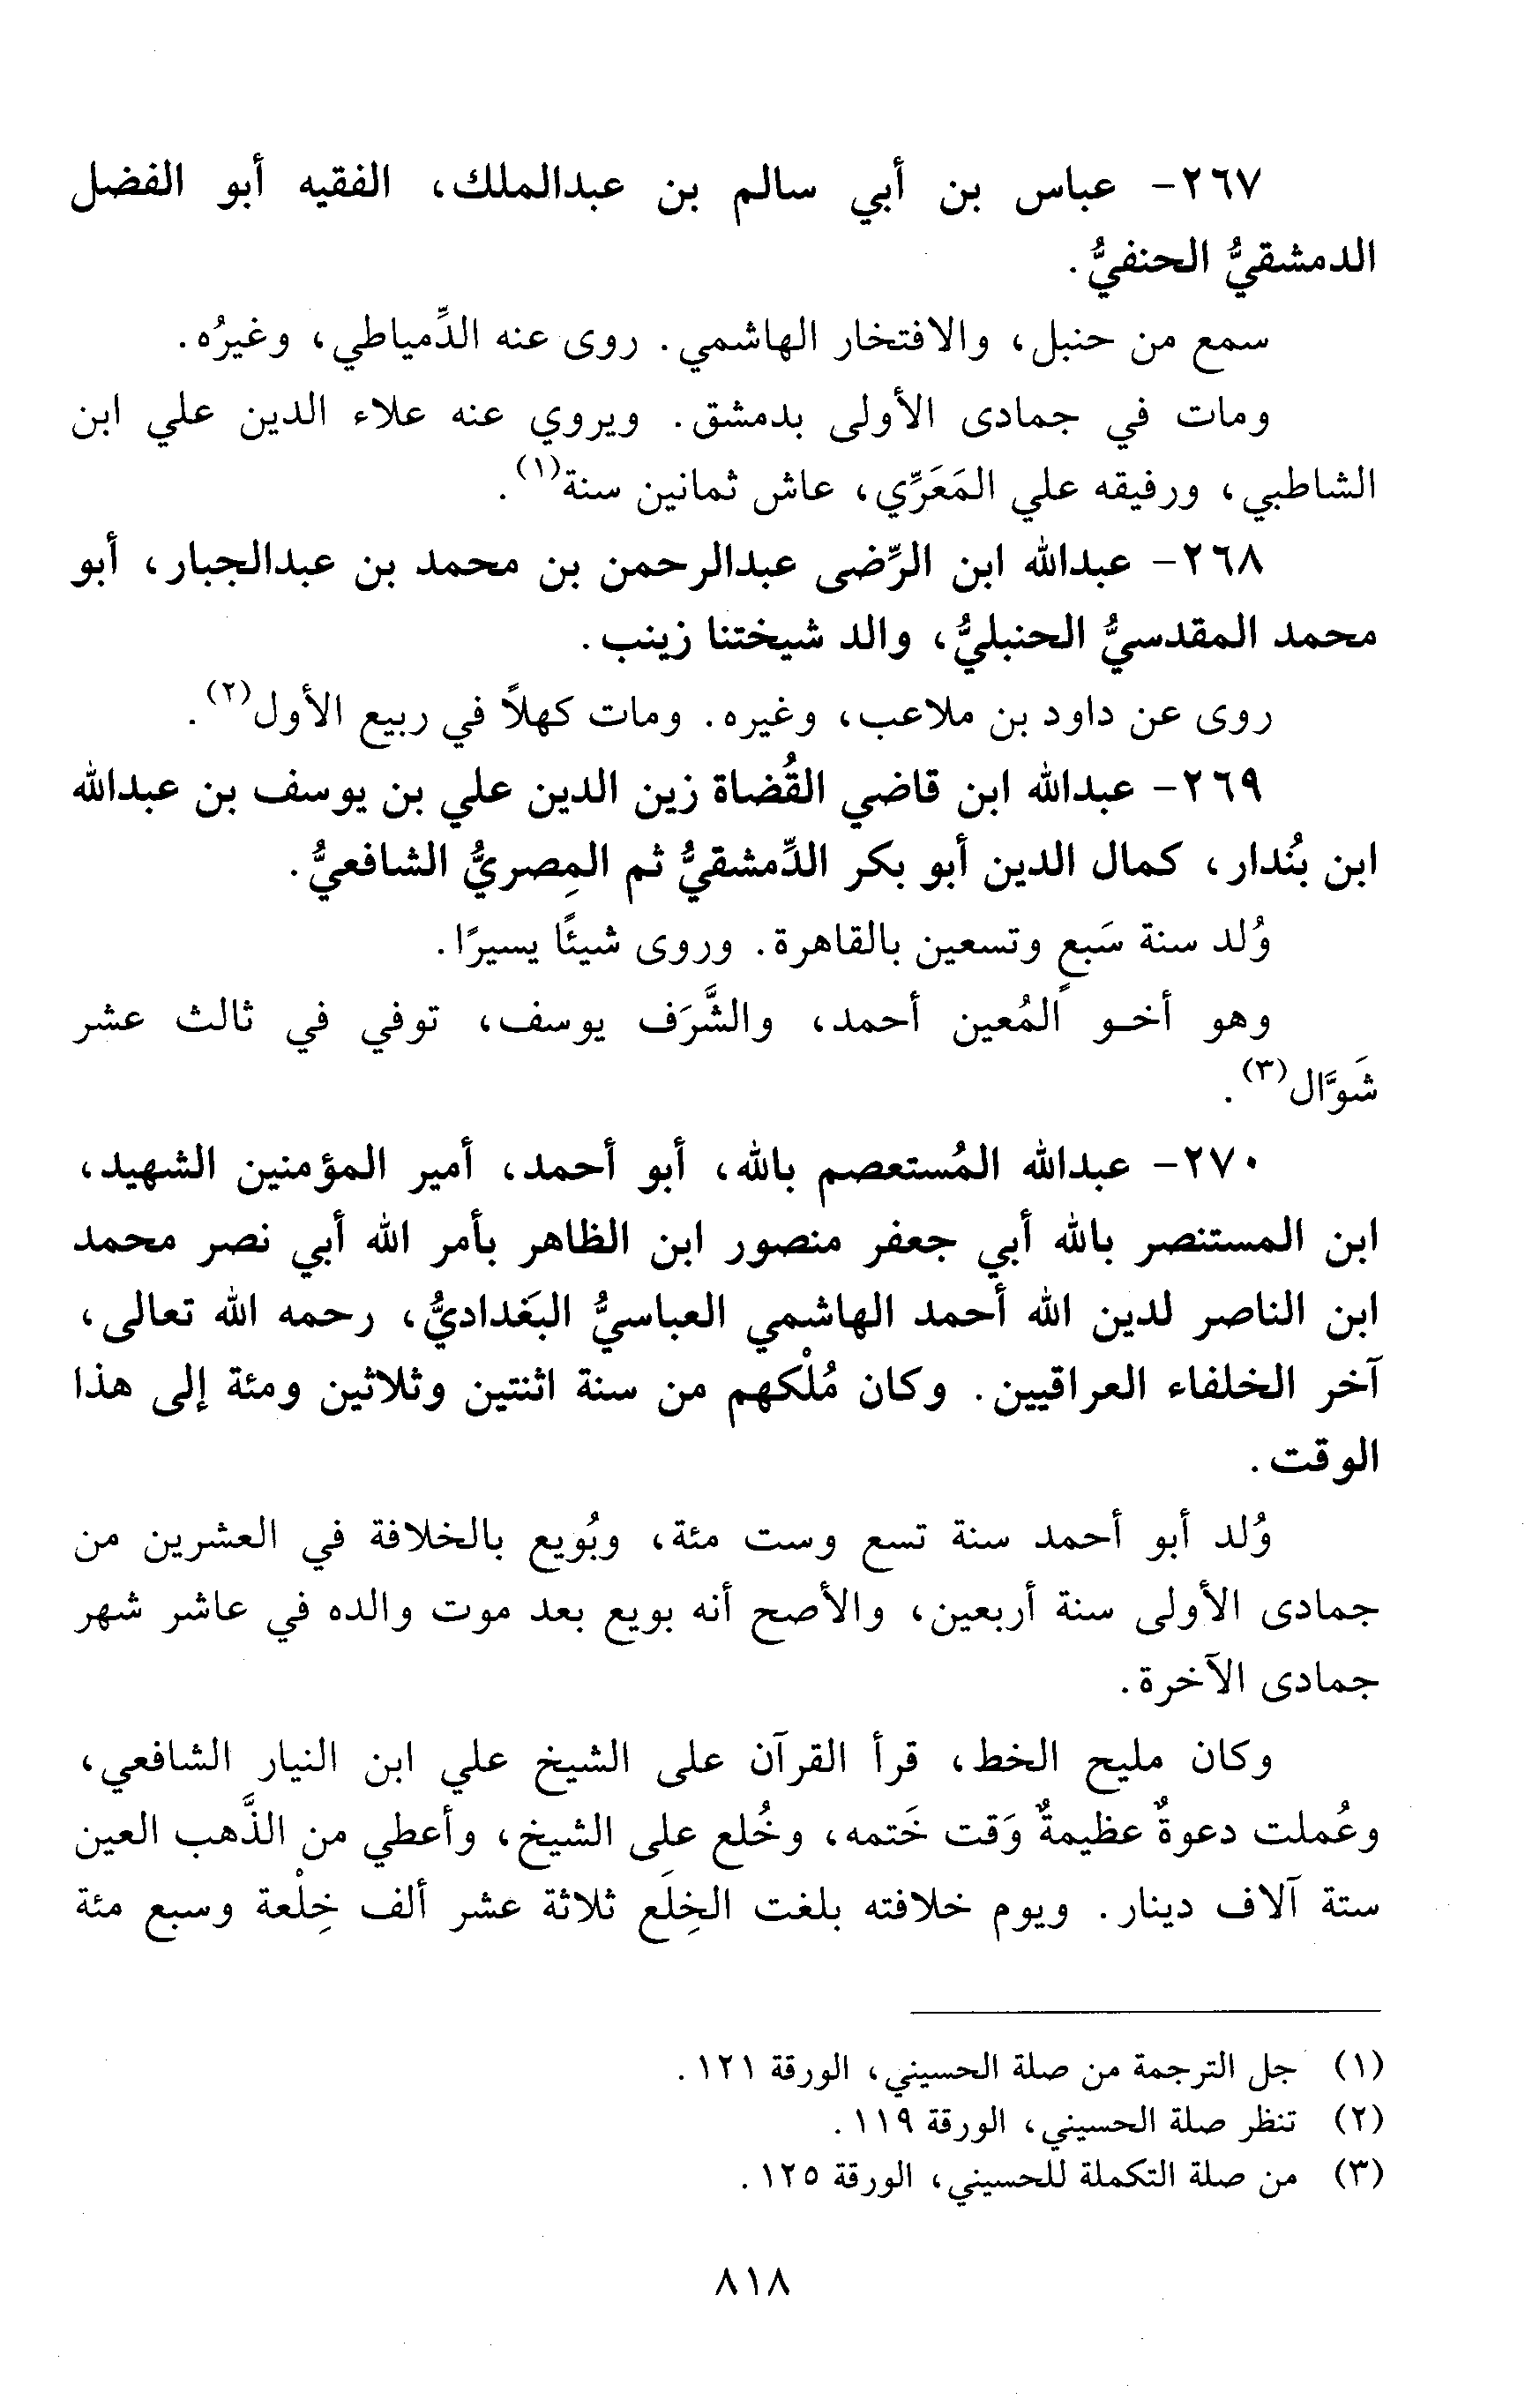 ٢٦٧- عباس بن أبي سالم بن عبدالملك، الفقيه أبو الفضل
الدمشقيُّ الحنفيُّ.
سمع من حنبل، والافتخار الهاشمي. روى عنه الدِّمياطي، وغيرُه.
ومات في جمادى الأولى بدمشق. ويروي عنه علاء الدين علي ابن
الشاطبي، ورفيقه علي المَعَرِّي، عاش ثمانين سنة(١).
٢٦٨- عبدالله ابن الرِّضى عبدالرحمن بن محمد بن عبدالجبار، أبو
محمد المقدسيُّ الحنبليُّ، والد شيختنا زينب.
روى عن داود بن ملاعب، وغيره. ومات كهلاً في ربيع الأول(٢).
٢٦٩- عبدالله ابن قاضي القُضاة زين الدين علي بن يوسف بن عبدالله
ابن بُندار، كمال الدين أبو بكر الدِّمشقيُّ ثم المِصريُّ الشافعيُّ.
وُلد سنة سَبعٍ وتسعين بالقاهرة. وروى شيئًا يسيرًا.
وهو أخو المُعين أحمد، والشَّرَف يوسف، توفي في ثالث عشر
شَوَّال(٣).
٢٧٠- عبدالله المُستعصم بالله، أبو أحمد، أمير المؤمنين الشهيد،
ابن المستنصر بالله أبي جعفر منصور ابن الظاهر بأمر الله أبي نصر محمد
ابن الناصر لدين الله أحمد الهاشمي العباسيُّ البَغداديُّ، رحمه الله تعالى،
آخر الخلفاء العراقيين. وكان مُلْكهم من سنة اثنتين وثلاثين ومئة إلى هذا
الوقت.
وُلد أبو أحمد سنة تسع وست مئة، وبُويع بالخلافة في العشرين من
جمادى الأولى سنة أربعين، والأصح أنه بويع بعد موت والده في عاشر شهر
جمادى الآخرة.
وكان مليح الخط، قرأ القرآن على الشيخ علي ابن النيار الشافعي،
وعُملت دعوةٌ عظيمةٌ وَقت خَتمه، وخُلع على الشيخ، وأعطي من الذَّهب العين
ستة آلاف دينار. ويوم خلافته بلغت الخِلَع ثلاثة عشر ألف خِلْعة وسبع مئة
(١) جل الترجمة من صلة الحسيني، الورقة ١٢١.
(٢) تنظر صلة الحسيني، الورقة ١١٩.
(٣) من صلة التكملة للحسيني، الورقة ١٢٥.
٨١٨